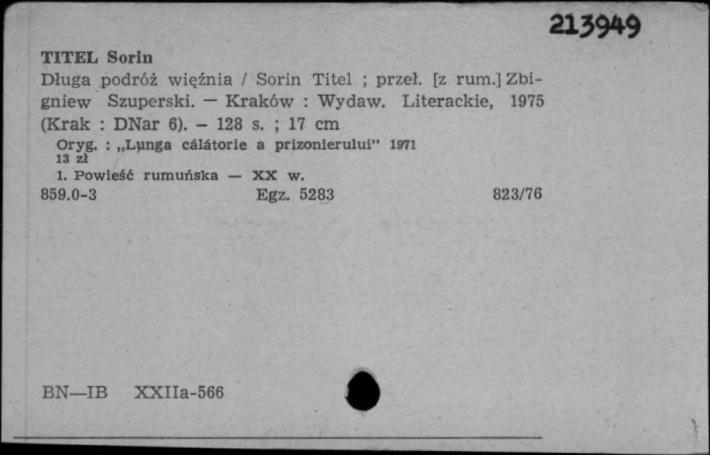 213949
TITEL Sorin
Długa podróż więźnia / Sorin Titel ; przeł. [z rum.] Zbi-
gniew Szuperski. — Kraków : Wydaw. Literackie, 1975
(Krak : DNar 6). — 128 s. ; 17 cm
Oryg. : „Lunga cálátorie a prizonierului" 1971
13 zł
1. Powieść rumuńska — XX w.
859.0-3 Egz. 5283 823/76
BN—IB XXIIa-566